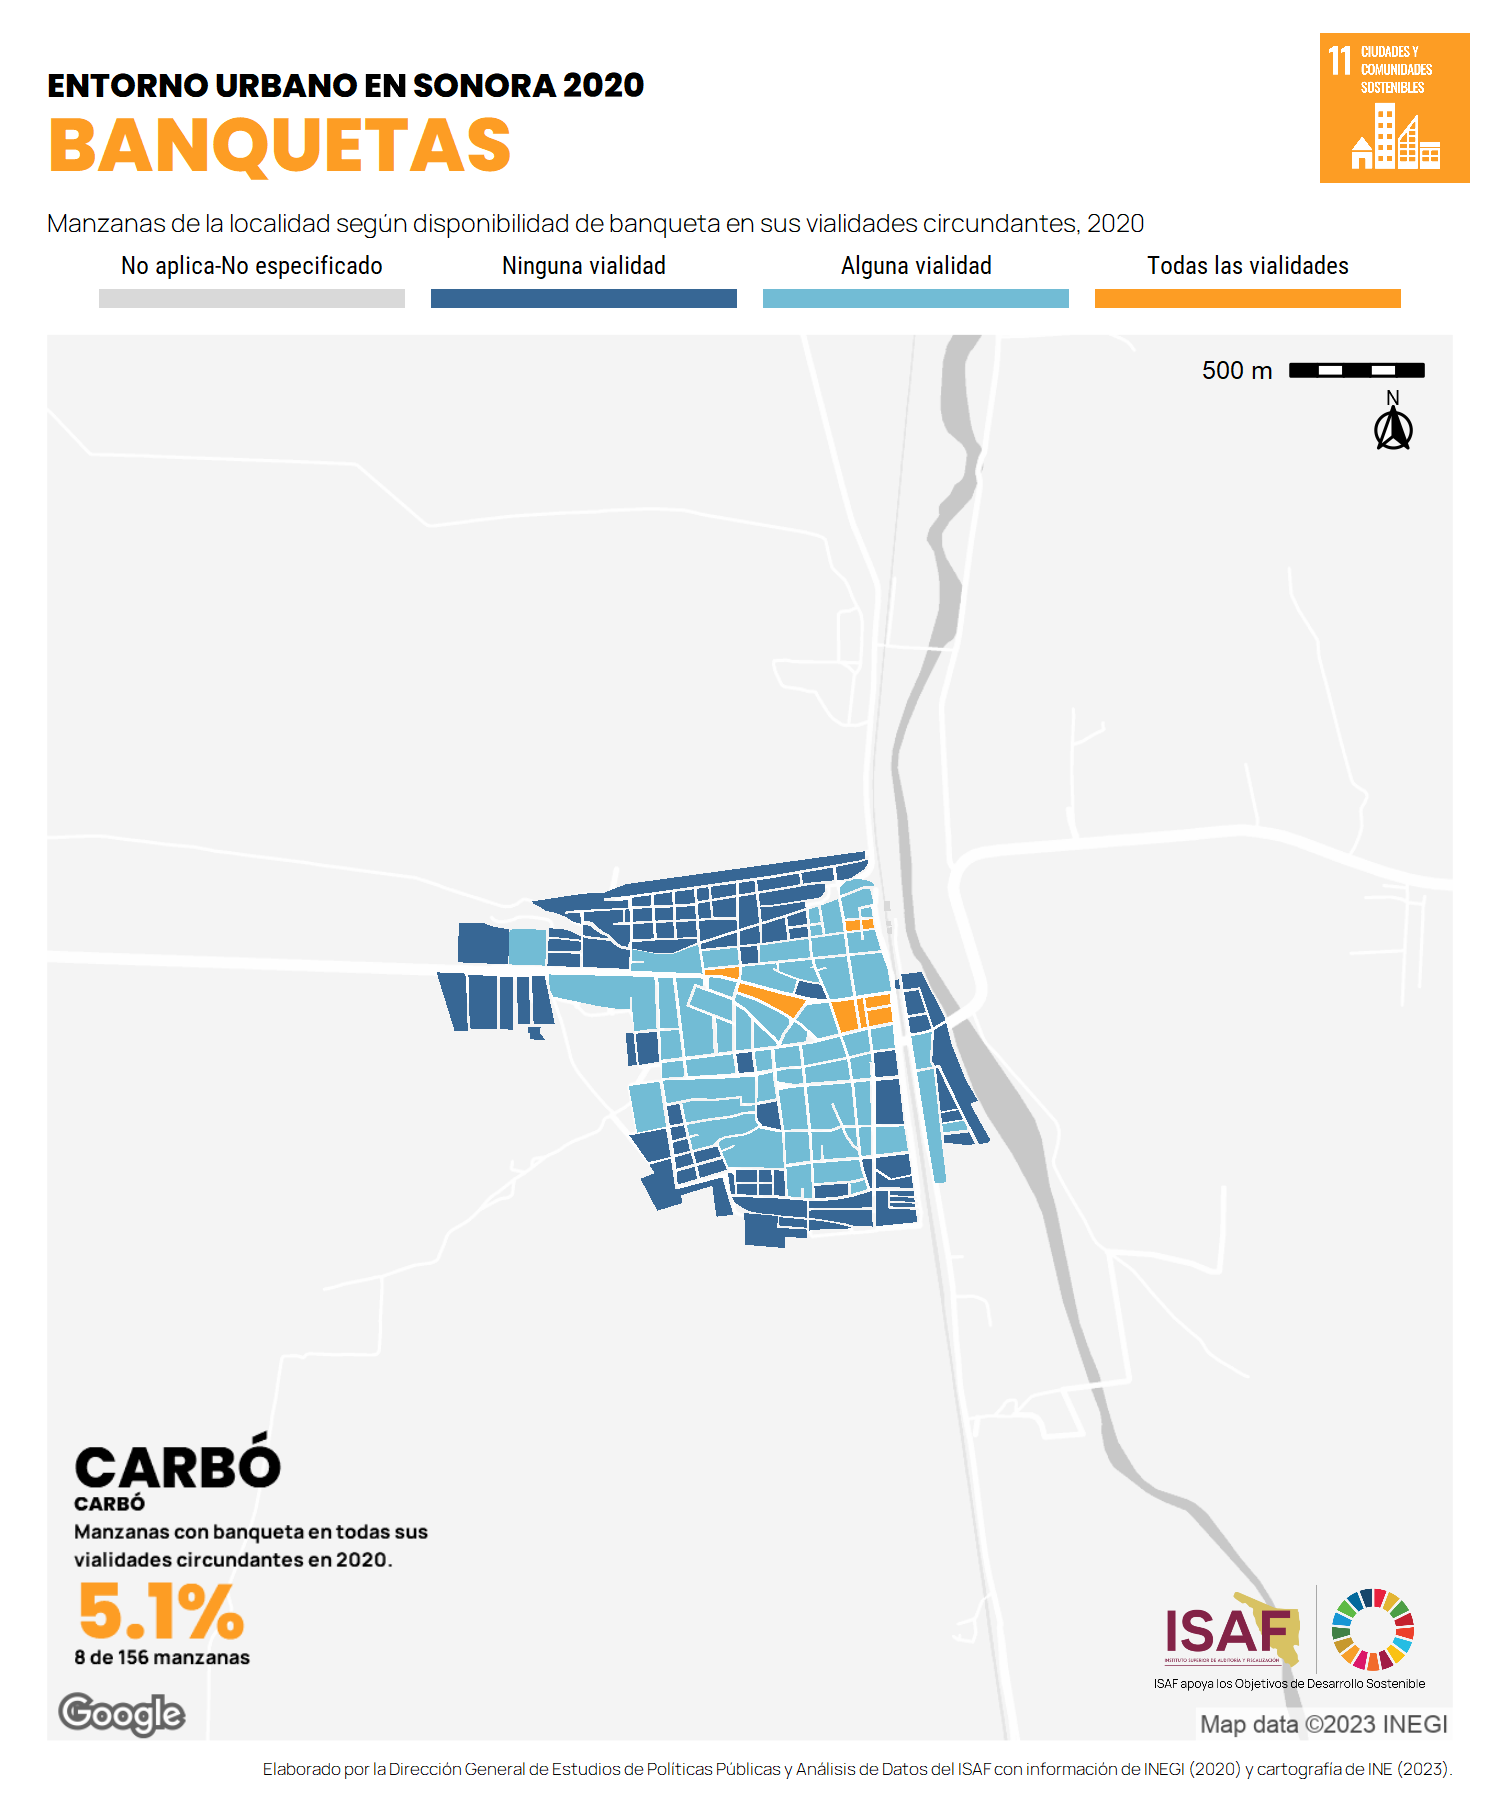 ENTORNO URBANO EN SONORA 2020
BANQUETAS
11 CIUDADES Y
COMUNIDADES
SOSTENIBLES
Manzanas de la localidad según disponibilidad de banqueta en sus vialidades circundantes, 2020
No aplica-No especificado
Ninguna vialidad
Alguna vialidad
Todas las vialidades
500 m
N
CARBÓ
CARBÓ
Manzanas con banqueta en todas sus
vialidades circundantes en 2020.
5.1%
8 de 156 manzanas
Google
ISAF
INSTITUTO SUPERIOR DE AUDITORÍA Y FISCALIZACIÓN
ISAF apoya los Objetivos de Desarrollo Sostenible
Map data ©2023 INEGI
Elaborado por la Dirección General de Estudios de Políticas Públicas y Análisis de Datos del ISAF con información de INEGI (2020) y cartografía de INE (2023).